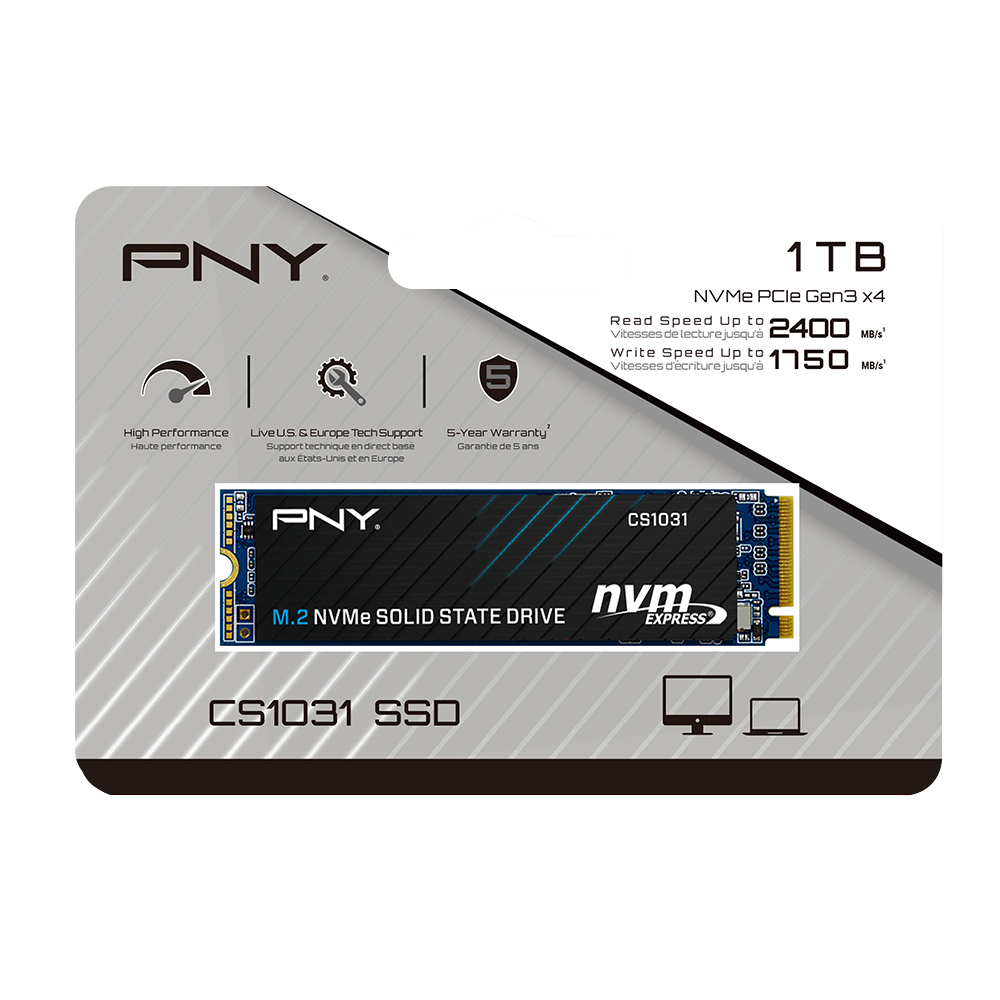 PNY®
1TB
NVMe PCIe Gen3 x4
Read Speed Up to 2400 MB/s¹
Vitesses de lecture jusqu'à
Write Speed Up to 1750 MB/s¹
Vitesses d'écriture jusqu'à
5
High Performance
Haute performance
Live U.S. & Europe Tech Support
Support technique en direct basé
aux États-Unis et en Europe
5-Year Warranty²
Garantie de 5 ans
PNY®
CS1031
nvm
EXPRESS®
M.2 NVMe SOLID STATE DRIVE
CS1031 SSD